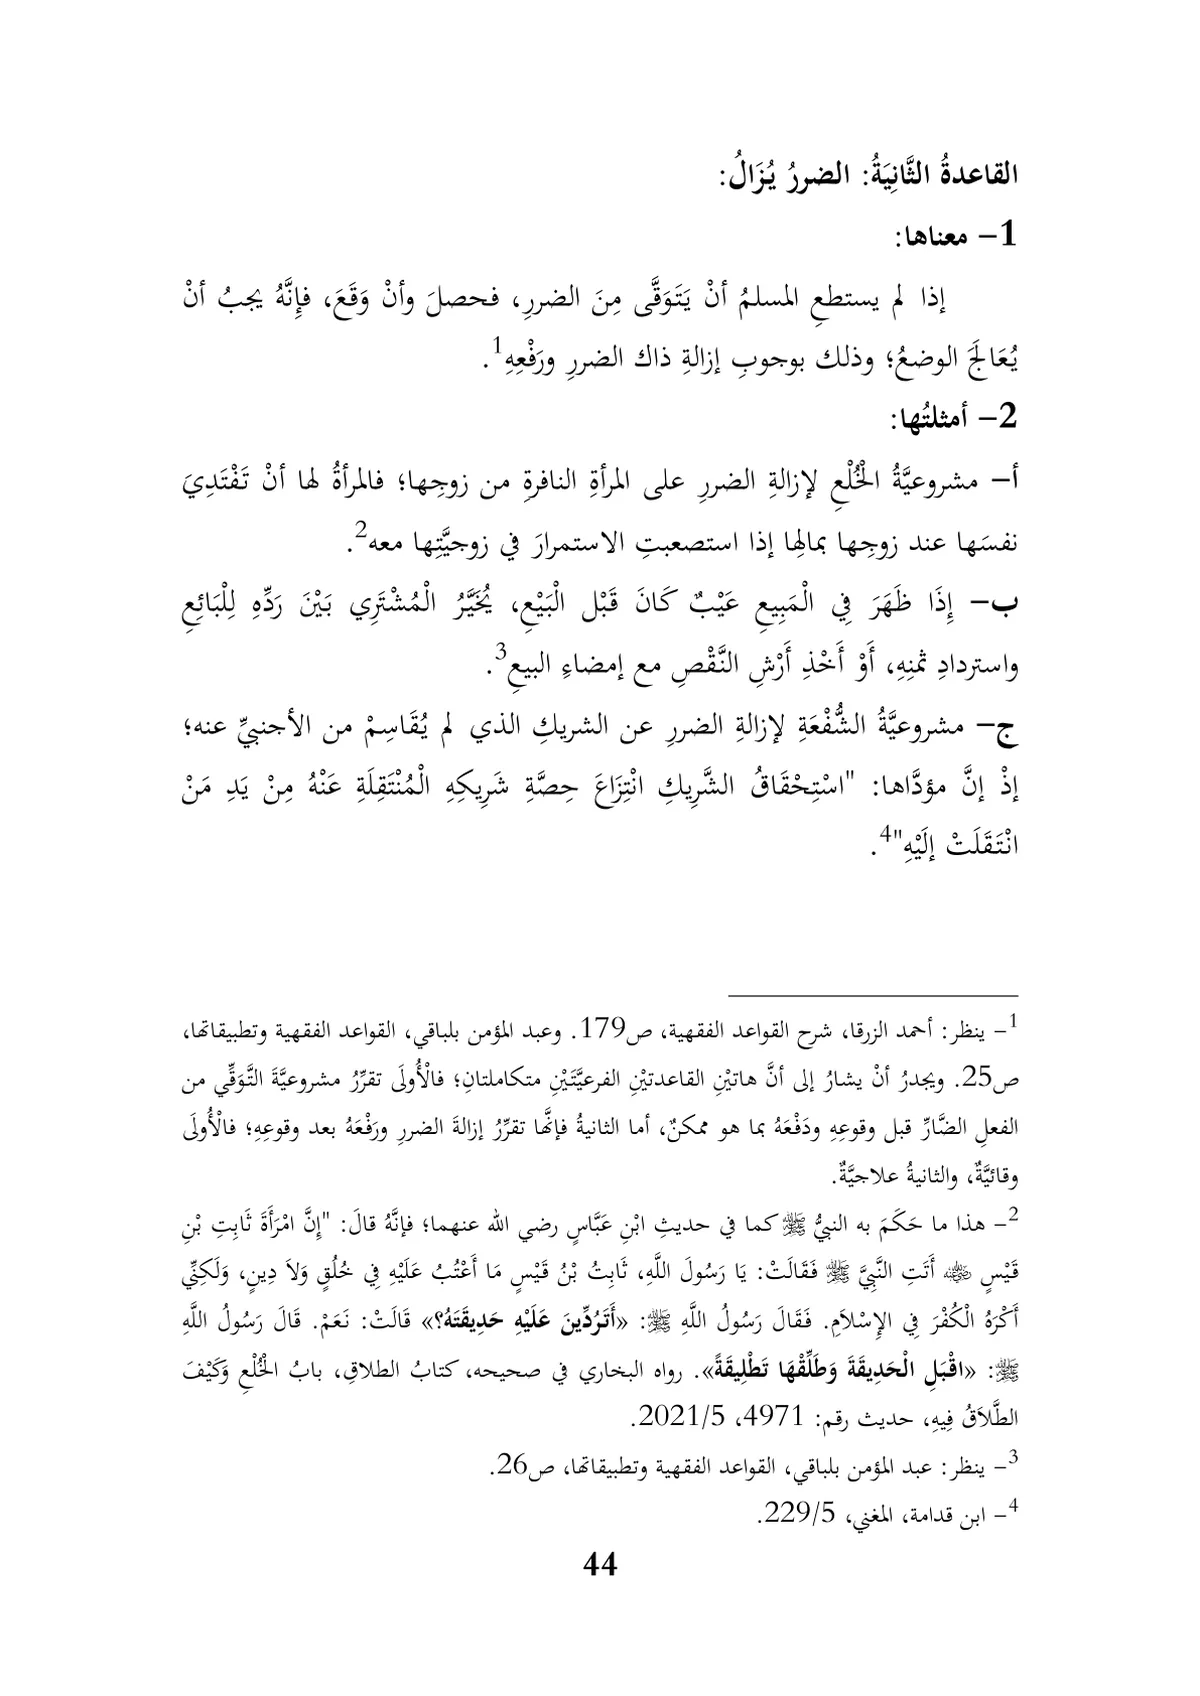 القاعدةُ الثَّانِيَةُ: الضررُ يُزَالُ:
1- معناها:
إذا لم يستطعِ المسلمُ أنْ يَتَوَقَّى مِنَ الضررِ، فحصلَ وأنْ وَقَعَ، فإِنَّهُ يجبُ أنْ
يُعَالَجَ الوضعُ؛ وذلك بوجوبِ إزالةِ ذاك الضررِ ورَفْعِهِ1.
2- أمثلتُها:
أ- مشروعيَّةُ الْخُلْعِ لإزالةِ الضررِ على المرأةِ النافرةِ من زوجِها؛ فالمرأةُ لها أنْ تَفْتَدِيَ
نفسَها عند زوجِها بمالِها إذا استصعبتِ الاستمرارَ في زوجيَّتِها معه2.
ب- إِذَا ظَهَرَ فِي الْمَبِيعِ عَيْبٌ كَانَ قَبْل الْبَيْعِ، يُخَيَّرُ الْمُشْتَرِي بَيْنَ رَدِّهِ لِلْبَائِعِ
واستردادِ ثمنِهِ، أَوْ أَخْذِ أَرْشِ النَّقْصِ مع إمضاءِ البيعِ3.
ج- مشروعيَّةُ الشُّفْعَةِ لإزالةِ الضررِ عن الشريكِ الذي لم يُقَاسِمْ من الأجنبيِّ عنه؛
إذْ إنَّ مؤدَّاها: "اسْتِحْقَاقُ الشَّرِيكِ انْتِزَاعَ حِصَّةِ شَرِيكِهِ الْمُنْتَقِلَةِ عَنْهُ مِنْ يَدِ مَنْ
انْتَقَلَتْ إلَيْهِ"4.
1- ينظر: أحمد الزرقا، شرح القواعد الفقهية، ص179. وعبد المؤمن بلباقي، القواعد الفقهية وتطبيقاتها،
ص25. ويجدرُ أنْ يشارُ إلى أنَّ هاتيْنِ القاعدتيْنِ الفرعيَّتَيْنِ متكاملتانِ؛ فالْأُولَى تقرِّرُ مشروعيَّةَ التَّوَقِّي من
الفعلِ الضَّارِّ قبل وقوعِهِ ودَفْعَهُ بما هو ممكنٌ، أما الثانيةُ فإنَّها تقرِّرُ إزالةَ الضررِ ورَفْعَهُ بعد وقوعِهِ؛ فالْأُولَى
وقائيَّةٌ، والثانيةُ علاجيَّةٌ.
2- هذا ما حَكَمَ به النبيُّ ﷺ كما في حديثِ ابْنِ عَبَّاسٍ رضي الله عنهما؛ فإنَّهُ قالَ: "إِنَّ امْرَأَةَ ثَابِتِ بْنِ
قَيْسٍ ﵁ أَتَتِ النَّبِيَّ ﷺ فَقَالَتْ: يَا رَسُولَ اللَّهِ، ثَابِتُ بْنُ قَيْسٍ مَا أَعْتُبُ عَلَيْهِ فِي خُلُقٍ وَلاَ دِينٍ، وَلَكِنِّي
أَكْرَهُ الْكُفْرَ فِي الإِسْلاَمِ. فَقَالَ رَسُولُ اللَّهِ ﷺ: «أَتَرُدِّينَ عَلَيْهِ حَدِيقَتَهُ؟» قَالَتْ: نَعَمْ. قَالَ رَسُولُ اللَّهِ
ﷺ: «اقْبَلِ الْحَدِيقَةَ وَطَلِّقْهَا تَطْلِيقَةً». رواه البخاري في صحيحه، كتابُ الطلاقِ، بابُ الْخُلْعِ وَكَيْفَ
الطَّلاَقُ فِيهِ، حديث رقم: 4971، 2021/5.
3- ينظر: عبد المؤمن بلباقي، القواعد الفقهية وتطبيقاتها، ص26.
4- ابن قدامة، المغني، 229/5.
44